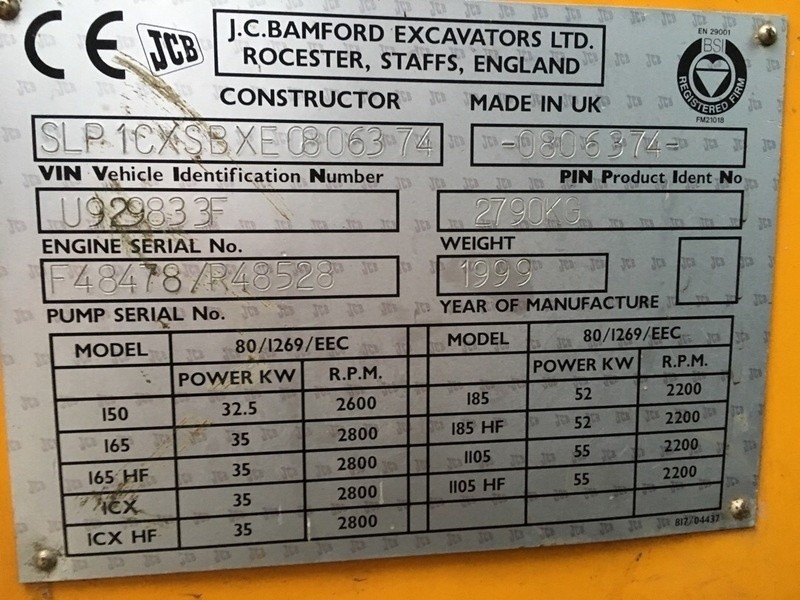 CE JCB J.C.BAMFORD EXCAVATORS LTD.
ROCESTER, STAFFS, ENGLAND
EN 29001
BSI
REGISTERED FIRM
FM21018
CONSTRUCTOR MADE IN UK
SLP1CXSBXE0806374 -0806374-
VIN Vehicle Identification Number PIN Product Ident No
U929833F 2790KG
ENGINE SERIAL No. WEIGHT
F48478/R48528 1999
PUMP SERIAL No. YEAR OF MANUFACTURE
MODEL 80/1269/EEC MODEL 80/1269/EEC
POWER KW R.P.M. POWER KW R.P.M.
150 32.5 2600 185 52 2200
165 35 2800 185 HF 52 2200
165 HF 35 2800 1105 55 2200
1CX 35 2800 1105 HF 55 2200
1CX HF 35 2800
817/04437